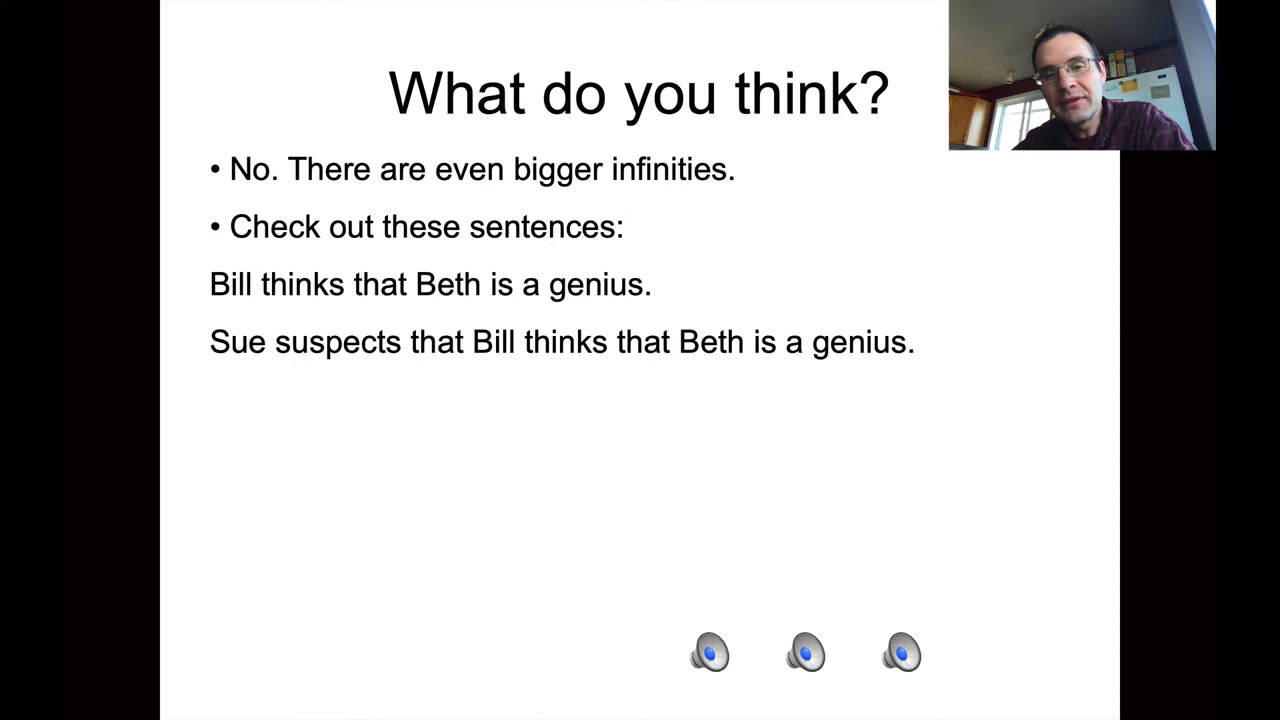 What do you think?
• No. There are even bigger infinities.
• Check out these sentences:
Bill thinks that Beth is a genius.
Sue suspects that Bill thinks that Beth is a genius.